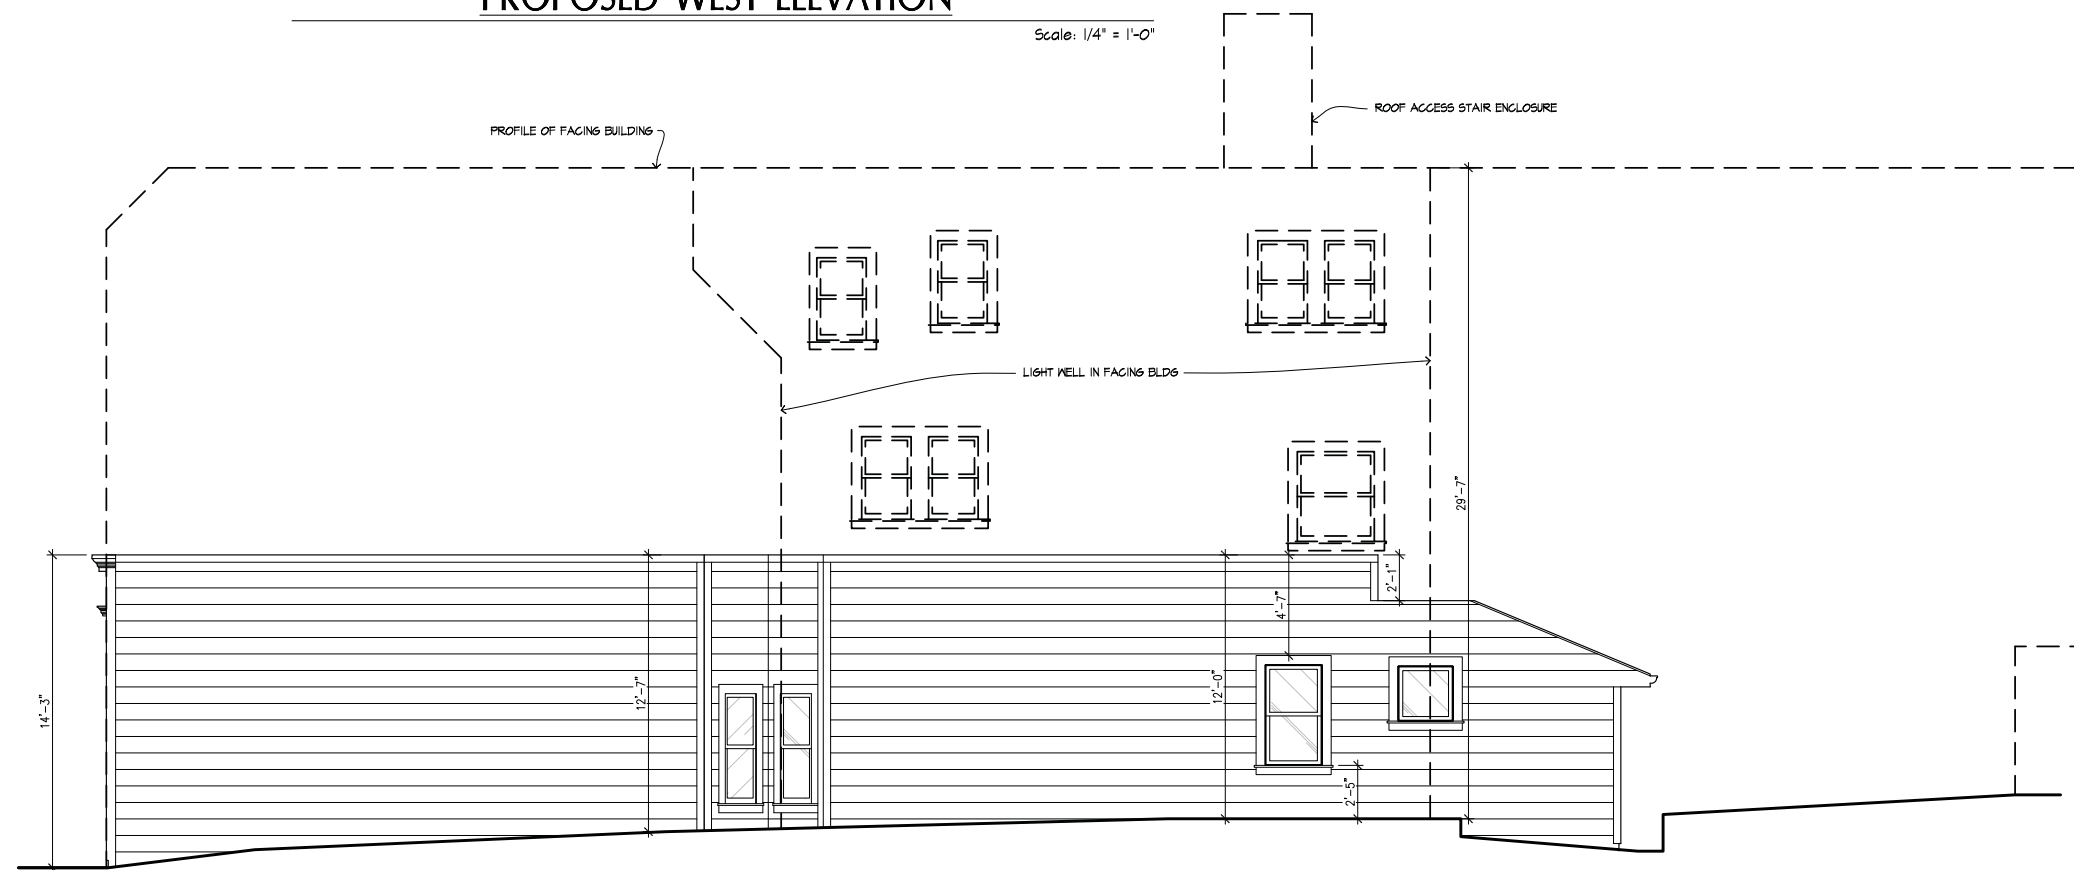 PROPOSED WEST ELEVATION
Scale: 1/4" = 1'-0"
ROOF ACCESS STAIR ENCLOSURE
PROFILE OF FACING BUILDING
LIGHT WELL IN FACING BLDG
29'-7"
2'-1"
4'-7"
14'-3"
12'-7"
12'-0"
2'-5"